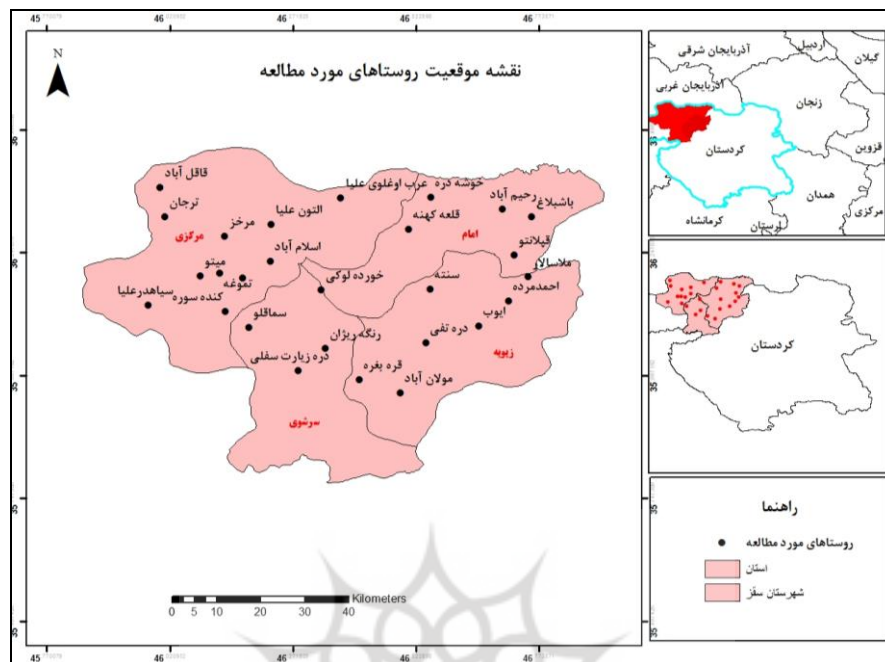 نقشه موقعیت روستاهای مورد مطالعه
N
قاقل آباد
ترجان
مرخز
التون علیا
عرب اوغلوی علیا
خوشه دره
رحیم آباد
باشبلاغ
قلعه کهنه
امام
مرکزی
اسلام آباد
قپلانتو
ملاسالار
میتو
تموغه
خورده لوکی
سنته
احمدمرده
سیاهدرعلیا
کنده سوره
سماقلو
ایوب
دره تفی
رنگه ریژان
زیویه
دره زیارت سفلی
قره بغره
مولان آباد
سرشوی
0 5 10 20 30 40 Kilometers
اردبیل
آذربایجان شرقی
گیلان
آذربایجان غربی
زنجان
کردستان
قزوین
همدان
مرکزی
کرمانشاه
لرستان
کردستان
راهنما
روستاهای مورد مطالعه
استان
شهرستان سقز